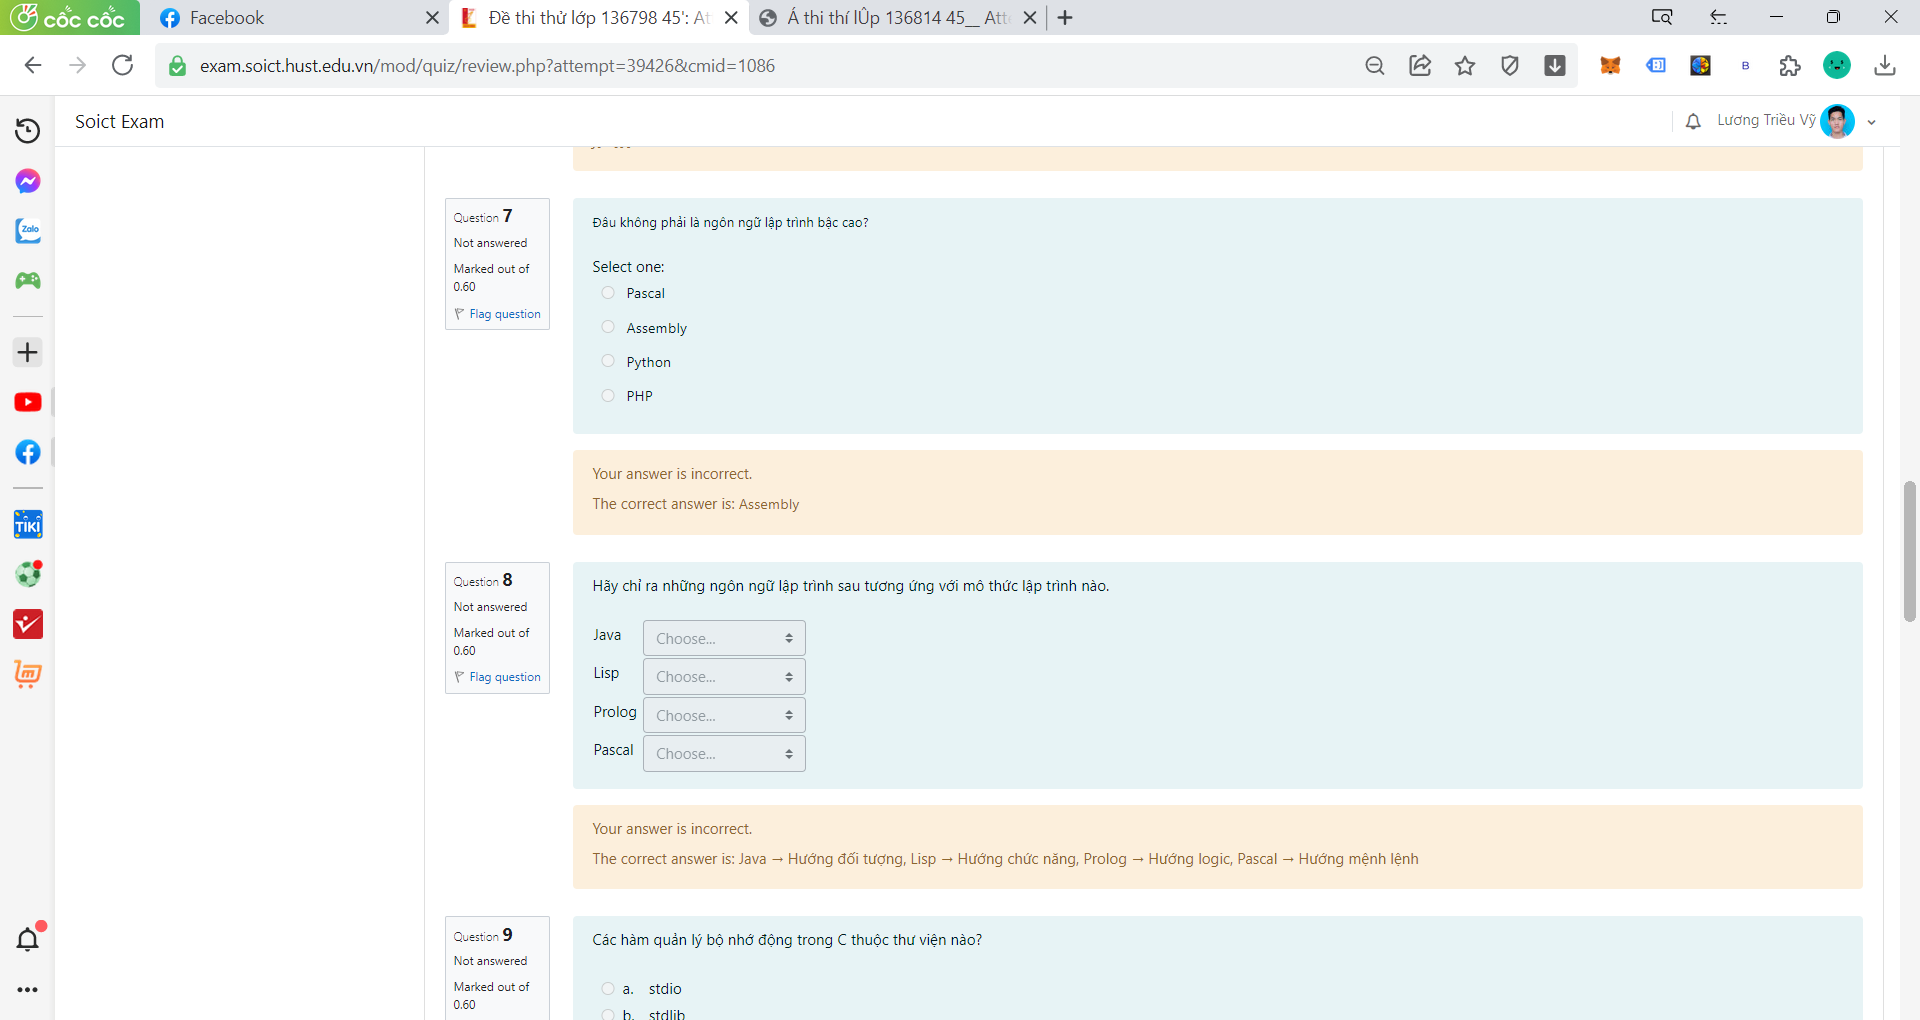 cốc cốc
Facebook
Đề thi thử lớp 136798 45': At
Á thi thí lÛp 136814 45__ Atte
exam.soict.hust.edu.vn/mod/quiz/review.php?attempt=39426&cmid=1086
B
Soict Exam
Lương Triều Vỹ
Zalo
TIKI
Question 7
Not answered
Marked out of
0.60
Flag question
Đâu không phải là ngôn ngữ lập trình bậc cao?
Select one:
Pascal
Assembly
Python
PHP
Your answer is incorrect.
The correct answer is: Assembly
Question 8
Not answered
Marked out of
0.60
Flag question
Hãy chỉ ra những ngôn ngữ lập trình sau tương ứng với mô thức lập trình nào.
Java Choose...
Lisp Choose...
Prolog Choose...
Pascal Choose...
Your answer is incorrect.
The correct answer is: Java → Hướng đối tượng, Lisp → Hướng chức năng, Prolog → Hướng logic, Pascal → Hướng mệnh lệnh
Question 9
Not answered
Marked out of
0.60
Các hàm quản lý bộ nhớ động trong C thuộc thư viện nào?
a. stdio
b. stdlib